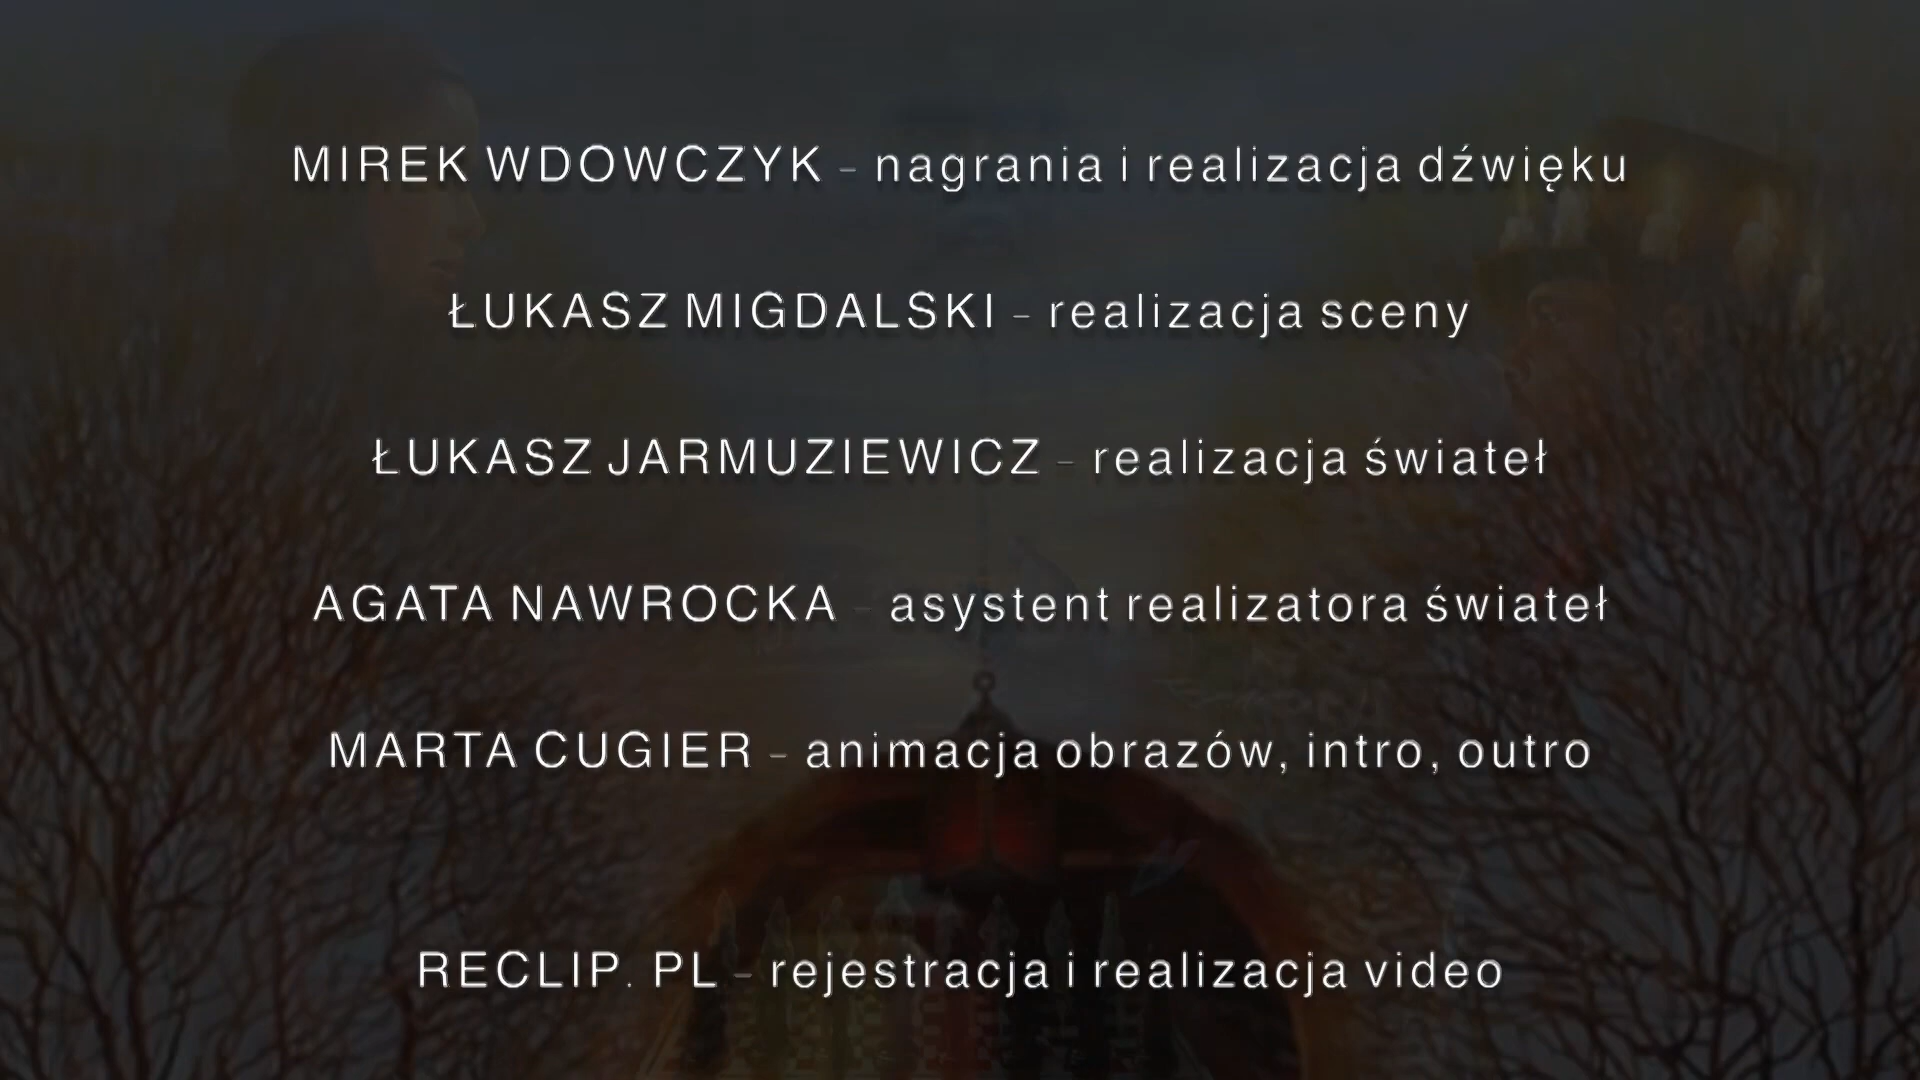 MIREK WDOWCZYK – nagrania i realizacja dźwięku
ŁUKASZ MIGDALSKI – realizacja sceny
ŁUKASZ JARMUZIEWICZ – realizacja świateł
AGATA NAWROCKA – asystent realizatora świateł
MARTA CUGIER – animacja obrazów, intro, outro
RECLIP. PL – rejestracja i realizacja video